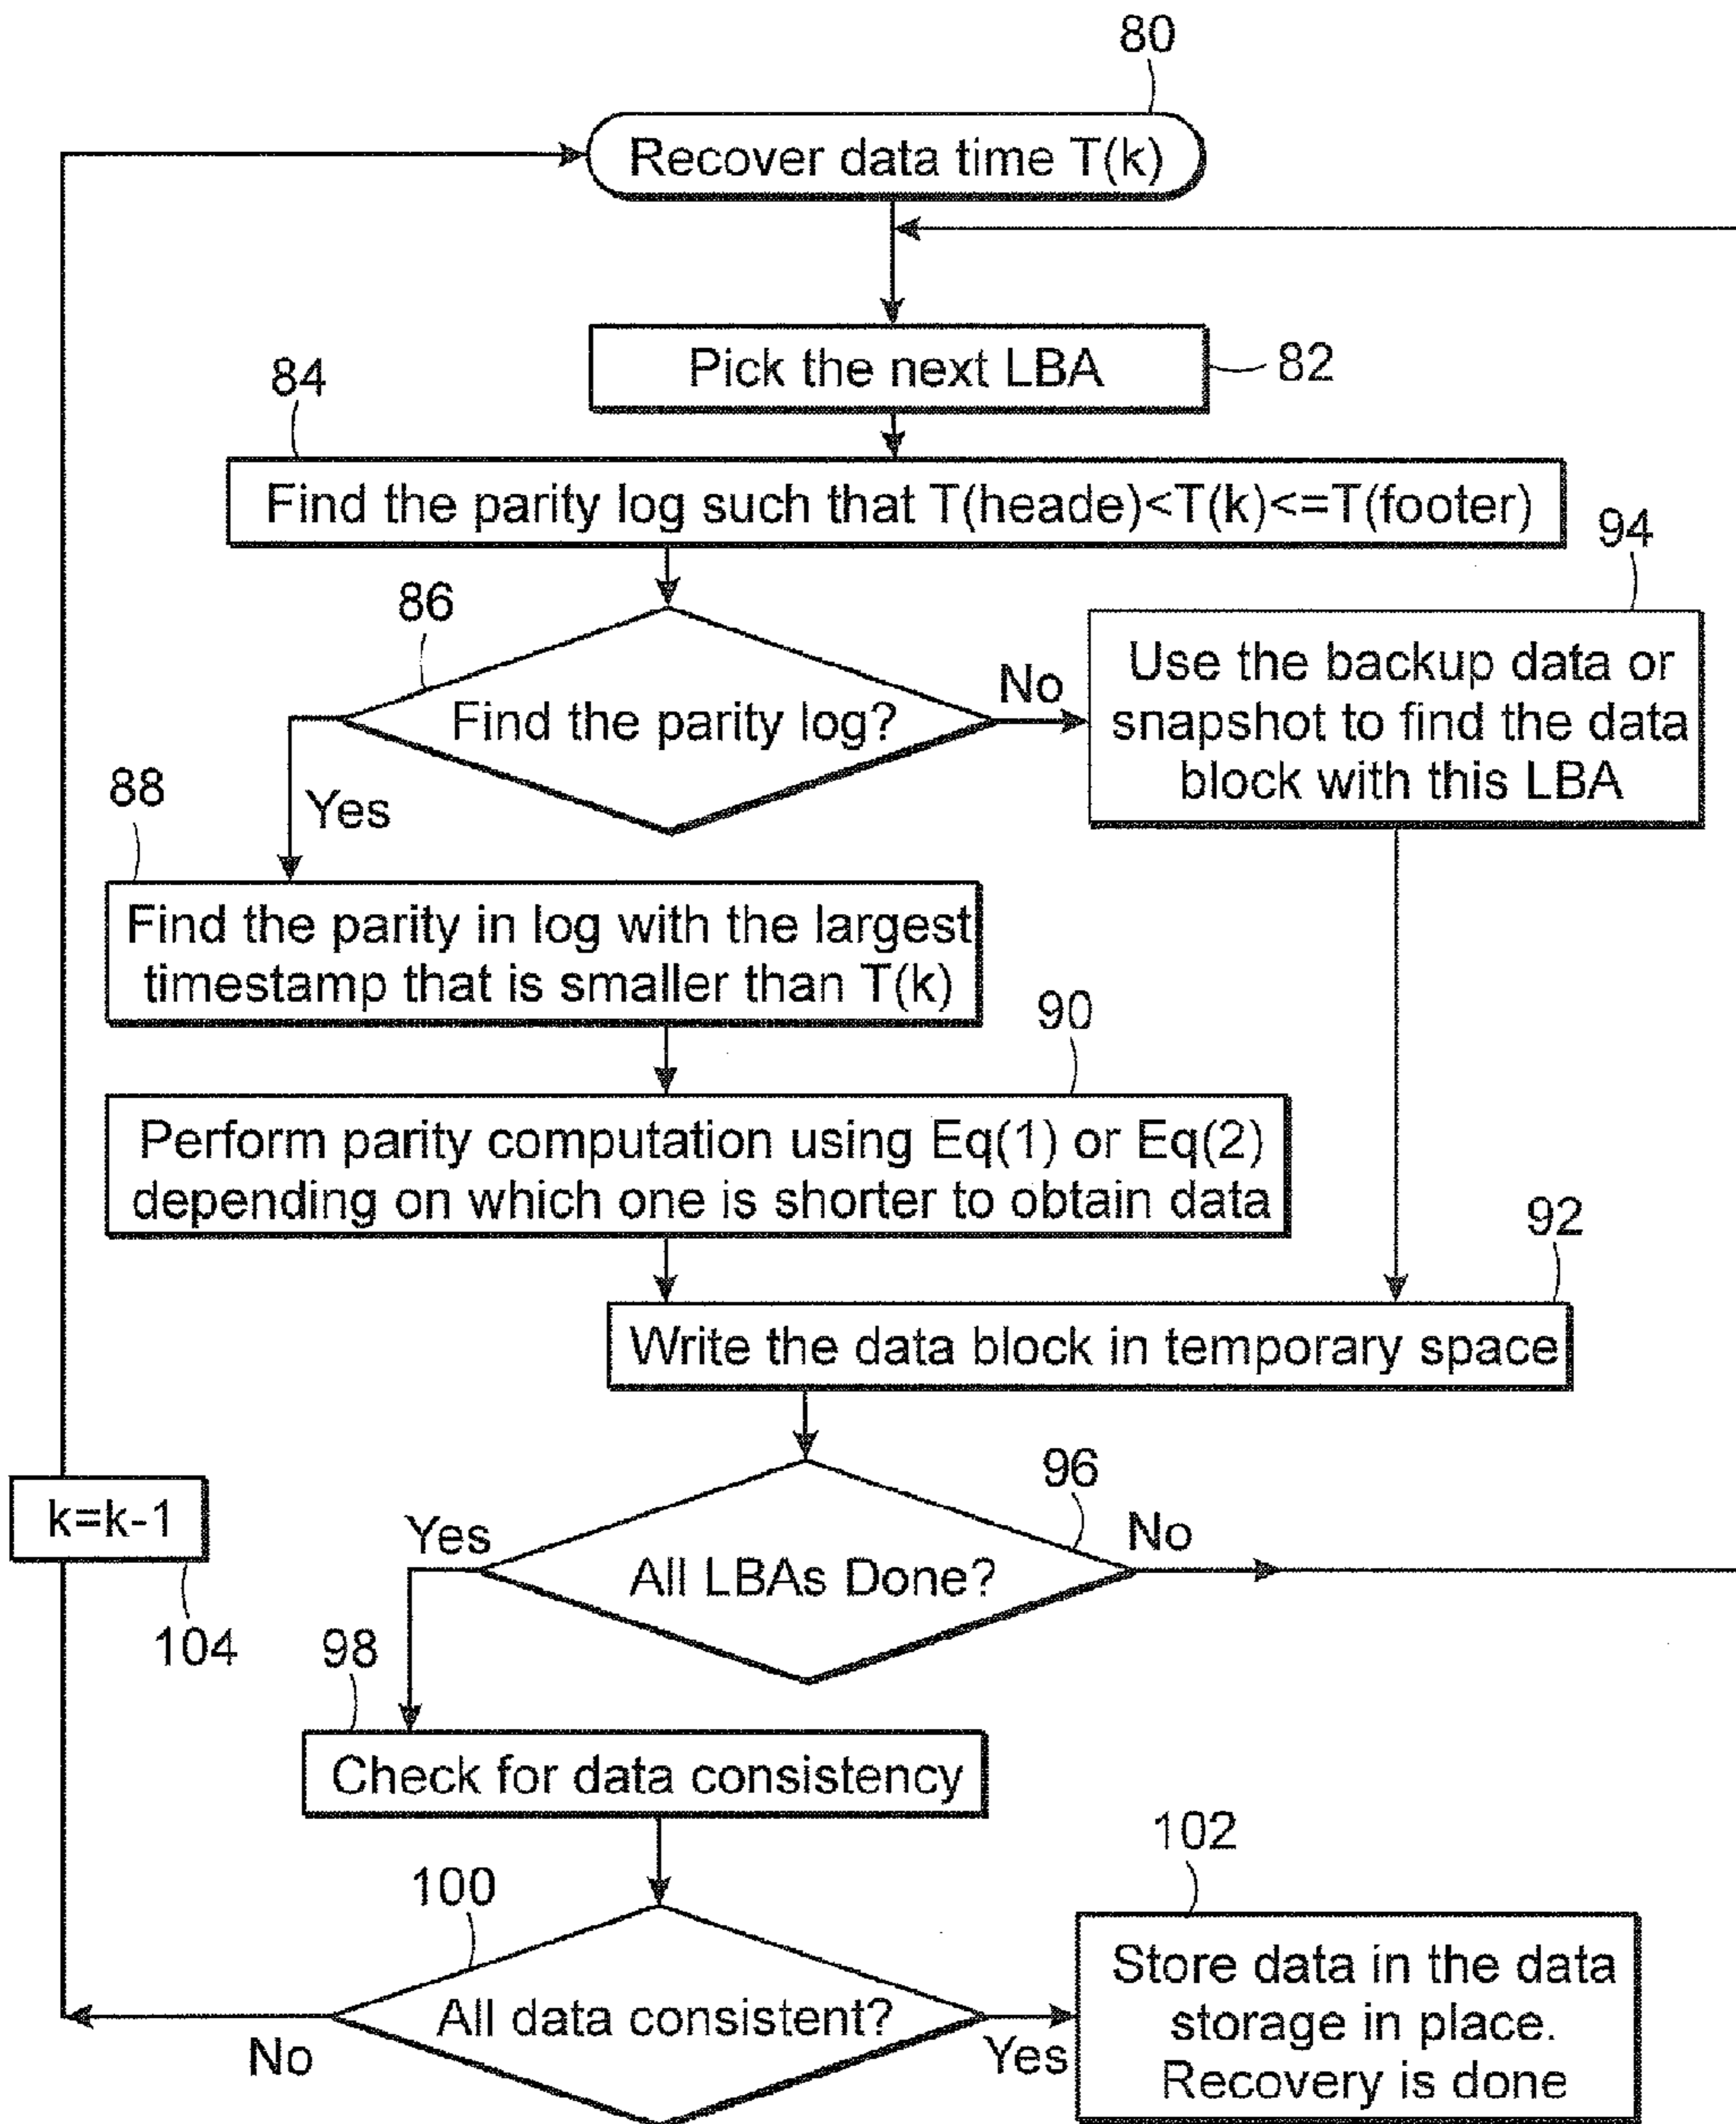 80
Recover data time T(k)
Pick the next LBA
82
84
Find the parity log such that T(heade)<T(k)<=T(footer)
94
86
Find the parity log?
No
Yes
Use the backup data or
snapshot to find the data
block with this LBA
88
Find the parity in log with the largest
timestamp that is smaller than T(k)
90
Perform parity computation using Eq(1) or Eq(2)
depending on which one is shorter to obtain data
92
Write the data block in temporary space
96
k=k-1
104
Yes
All LBAs Done?
No
98
Check for data consistency
100
All data consistent?
No
Yes
102
Store data in the data
storage in place.
Recovery is done